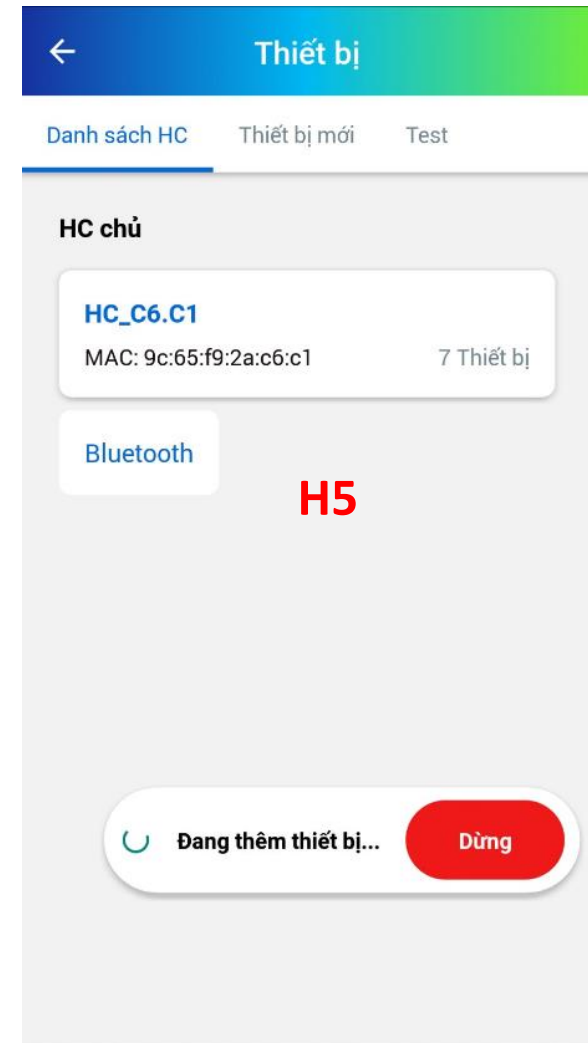 Thiết bị
Danh sách HC Thiết bị mới Test
HC chủ
HC_C6.C1
MAC: 9c:65:f9:2a:c6:c1 7 Thiết bị
Bluetooth
H5
Đang thêm thiết bị... Dừng